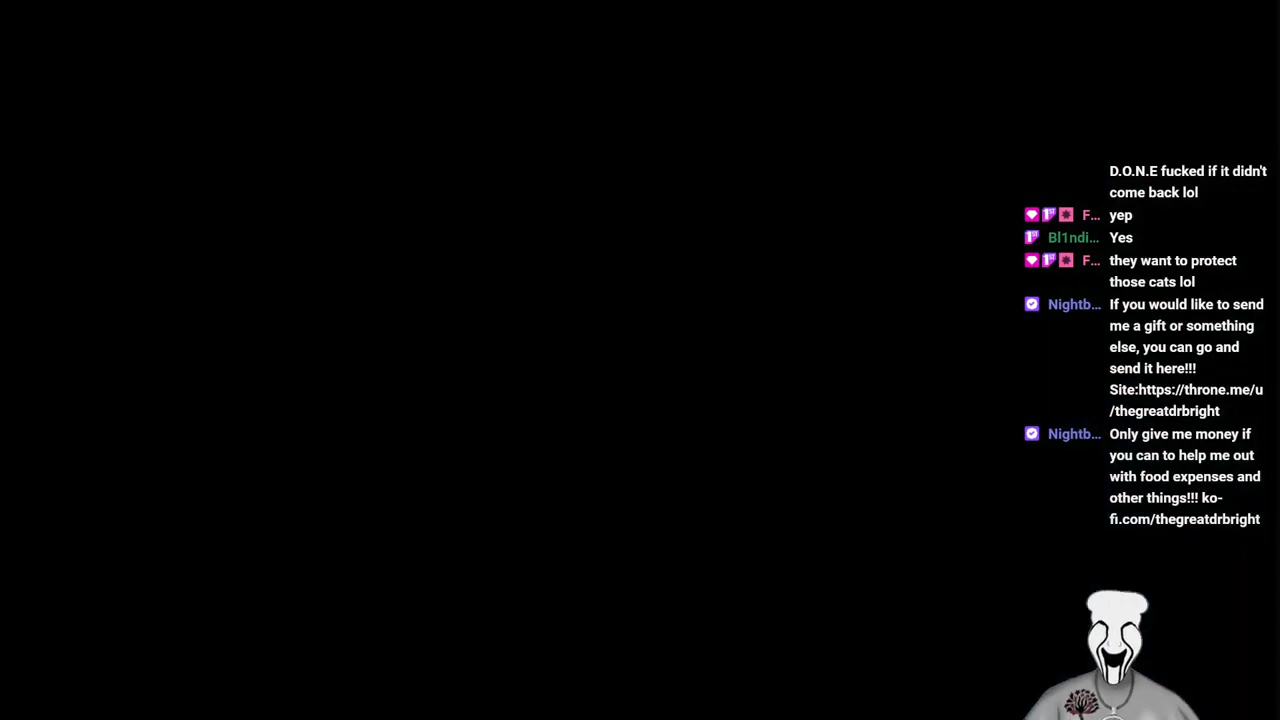 D.O.N.E fucked if it didn't
come back lol
F... yep
Bl1ndi... Yes
F... they want to protect
those cats lol
Nightb... If you would like to send
me a gift or something
else, you can go and
send it here!!!
Site:https://throne.me/u
/thegreatdrbright
Nightb... Only give me money if
you can to help me out
with food expenses and
other things!!! ko-
fi.com/thegreatdrbright